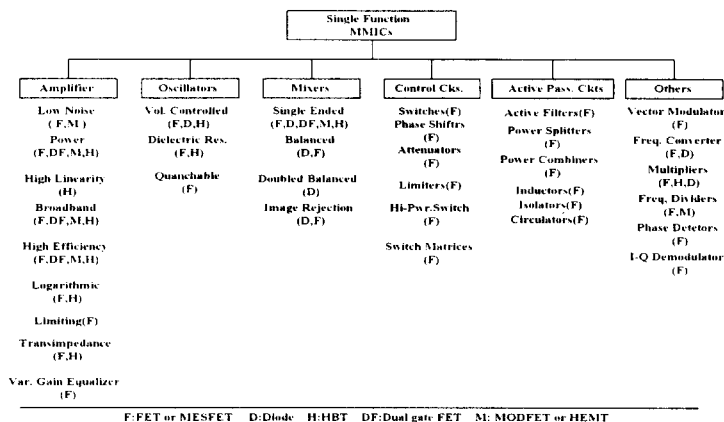 Single Function
MMICs
Amplifier
Low Noise
( F,M )
Power
(F,DF,M,H)
High Linearity
(H)
Broadband
(F,DF,M,H)
High Efficiency
(F,DF,M,H)
Logarithmic
(F,H)
Limiting(F)
Transimpedance
(F,H)
Var. Gain Equalizer
(F)
Oscillators
Vol. Controlled
(F,D,H)
Dielectric Res.
(F,H)
Quanchable
(F)
Mixers
Single Ended
(F,D,DF,M,H)
Balanced
(D,F)
Doubled Balanced
(D)
Image Rejection
(D,F)
Control Cks.
Switches(F)
Phase Shiftrs
(F)
Attenuators
(F)
Limiters(F)
Hi-Pwr.Switch
(F)
Switch Matrices
(F)
Active Pass. Ckts
Active Filters(F)
Power Splitters
(F)
Power Combiners
(F)
Inductors(F)
Isolators(F)
Circulators(F)
Others
Vector Modulator
(F)
Freq. Converter
(F,D)
Multipliers
(F,H,D)
Freq. Dividers
(F,M)
Phase Detetors
(F)
I-Q Demodulator
(F)
F:FET or MESFET D:Diode H:HBT DF:Dual gate FET M: MODFET or HEMT